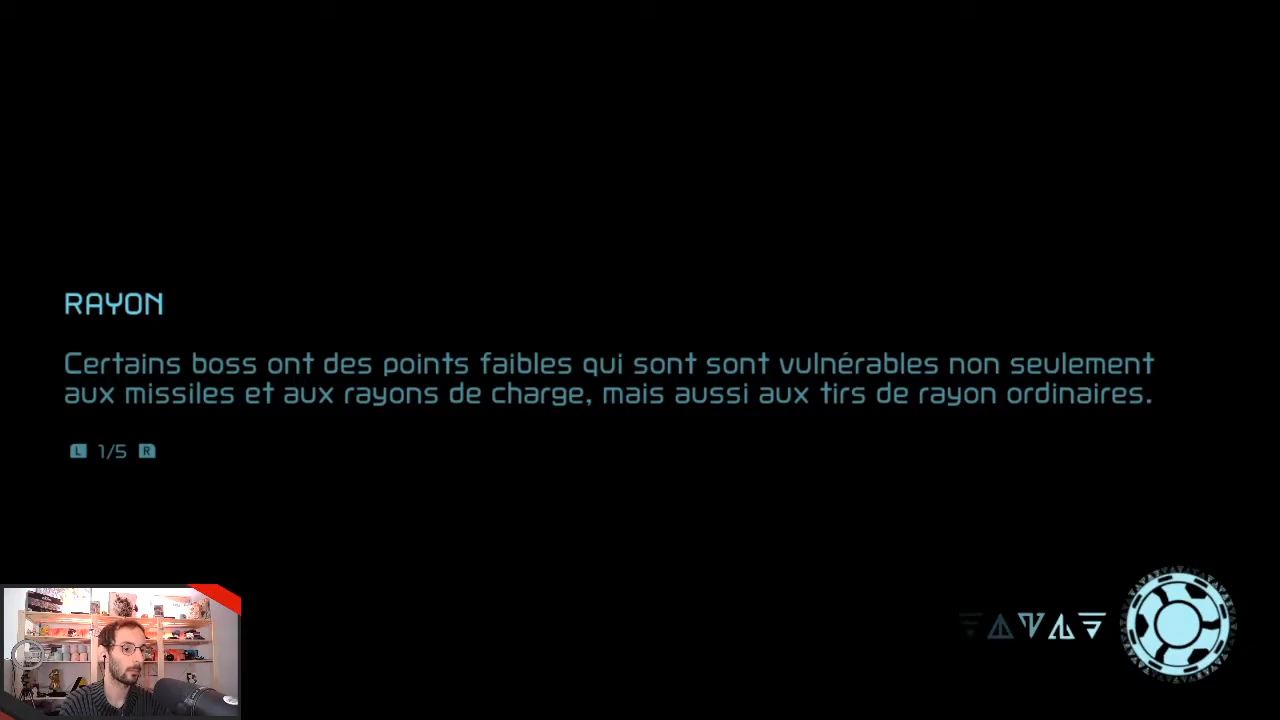 RAYON
Certains boss ont des points faibles qui sont sont vulnérables non seulement
aux missiles et aux rayons de charge, mais aussi aux tirs de rayon ordinaires.
L 1/5 R